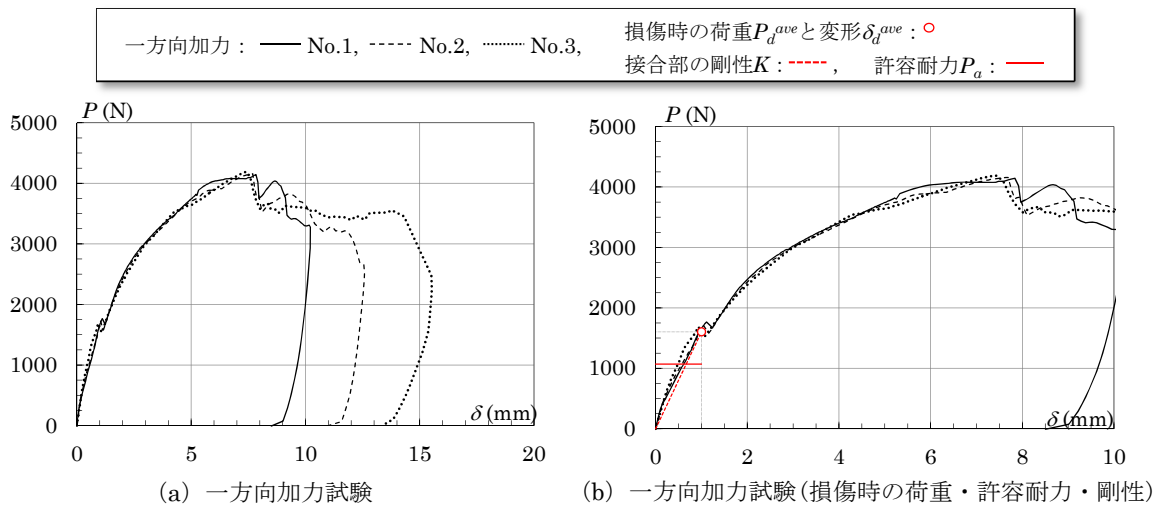 一方向加力： No.1, No.2, No.3,
損傷時の荷重P_d^aveと変形δ_d^ave：
接合部の剛性K： , 許容耐力P_a：
P (N)
5000
4000
3000
2000
1000
0
δ (mm)
0 5 10 15 20
(a) 一方向加力試験
P (N)
5000
4000
3000
2000
1000
0
δ (mm)
0 2 4 6 8 10
(b) 一方向加力試験(損傷時の荷重・許容耐力・剛性)